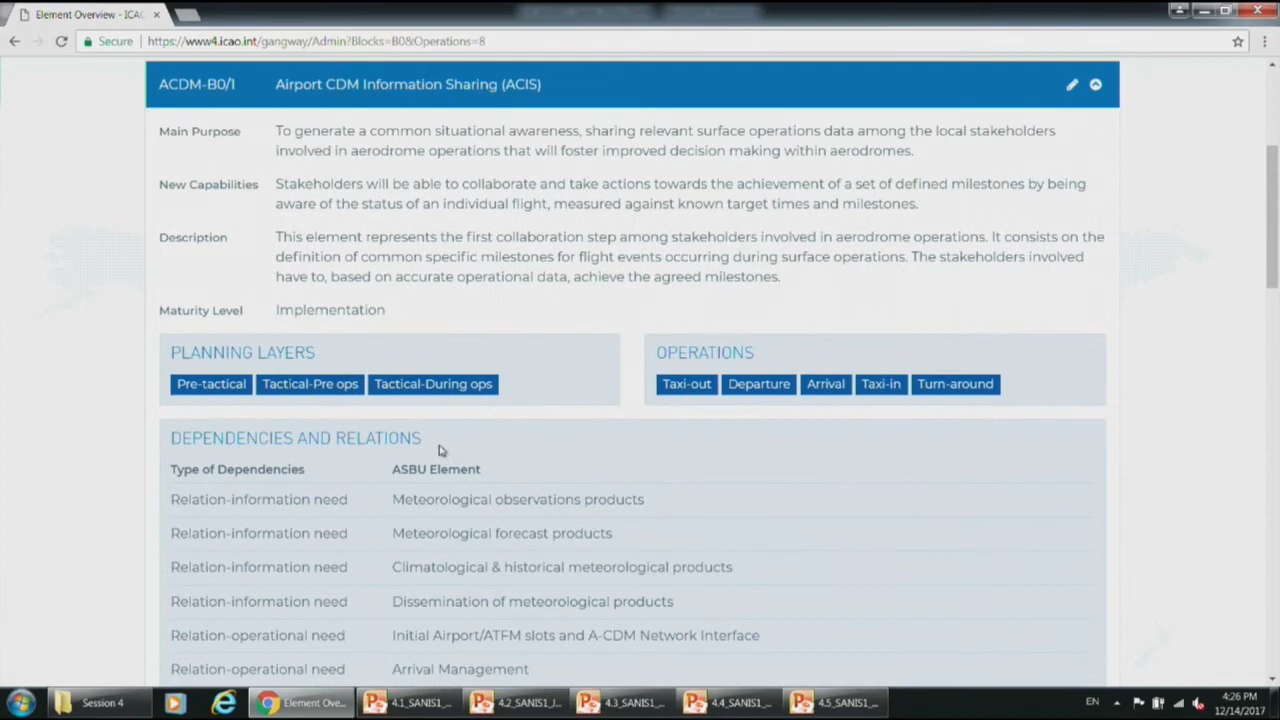 Element Overview - ICAO
Secure https://www4.icao.int/gangway/Admin?Blocks=B0&Operations=8
ACDM-B0/1 Airport CDM Information Sharing (ACIS)
Main Purpose To generate a common situational awareness, sharing relevant surface operations data among the local stakeholders
involved in aerodrome operations that will foster improved decision making within aerodromes.
New Capabilities Stakeholders will be able to collaborate and take actions towards the achievement of a set of defined milestones by being
aware of the status of an individual flight, measured against known target times and milestones.
Description This element represents the first collaboration step among stakeholders involved in aerodrome operations. It consists on the
definition of common specific milestones for flight events occurring during surface operations. The stakeholders involved
have to, based on accurate operational data, achieve the agreed milestones.
Maturity Level Implementation
PLANNING LAYERS
Pre-tactical Tactical-Pre ops Tactical-During ops
OPERATIONS
Taxi-out Departure Arrival Taxi-in Turn-around
DEPENDENCIES AND RELATIONS
Type of Dependencies ASBU Element
Relation-information need Meteorological observations products
Relation-information need Meteorological forecast products
Relation-information need Climatological & historical meteorological products
Relation-information need Dissemination of meteorological products
Relation-operational need Initial Airport/ATFM slots and A-CDM Network Interface
Relation-operational need Arrival Management
Session 4 Element Ove... 4.1_SANIS1_... 4.2_SANIS1_J... 4.3_SANIS1_... 4.4_SANIS1_... 4.5_SANIS1_... EN 4:26 PM
12/14/2017